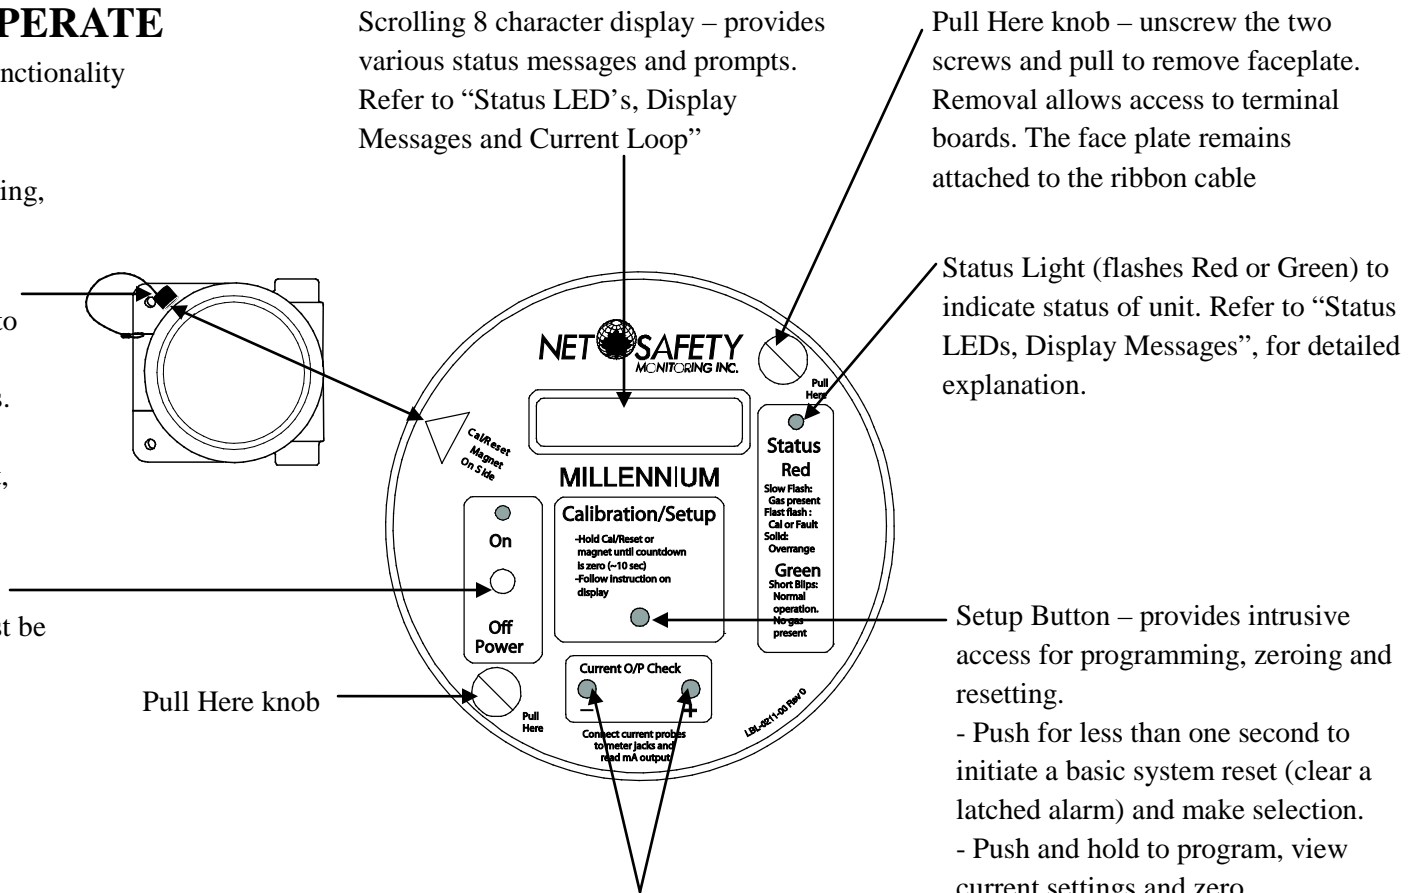 PERATE
nctionality
ing,
to
s.
t,
st be
Scrolling 8 character display – provides
various status messages and prompts.
Refer to “Status LED’s, Display
Messages and Current Loop”
Pull Here knob – unscrew the two
screws and pull to remove faceplate.
Removal allows access to terminal
boards. The face plate remains
attached to the ribbon cable
Status Light (flashes Red or Green) to
indicate status of unit. Refer to “Status
LEDs, Display Messages”, for detailed
explanation.
NET SAFETY
MONITORING INC.
Pull
Here
Cal/Reset
Magnet
On Side
MILLENNIUM
Status
Red
Slow Flash:
Gas present
Flast flash :
Cal or Fault
Solid:
Overrange
Green
Short Blips:
Normal
operation.
No gas
present
Calibration/Setup
-Hold Cal/Reset or
magnet until countdown
is zero (~10 sec)
-Follow instruction on
display
On
Off
Power
Current O/P Check
– +
Connect current probes
to meter jacks and
read mA output
Pull
Here
LBL-0211-00 Rev 0
Pull Here knob
Setup Button – provides intrusive
access for programming, zeroing and
resetting.
- Push for less than one second to
initiate a basic system reset (clear a
latched alarm) and make selection.
- Push and hold to program, view
current settings and zero